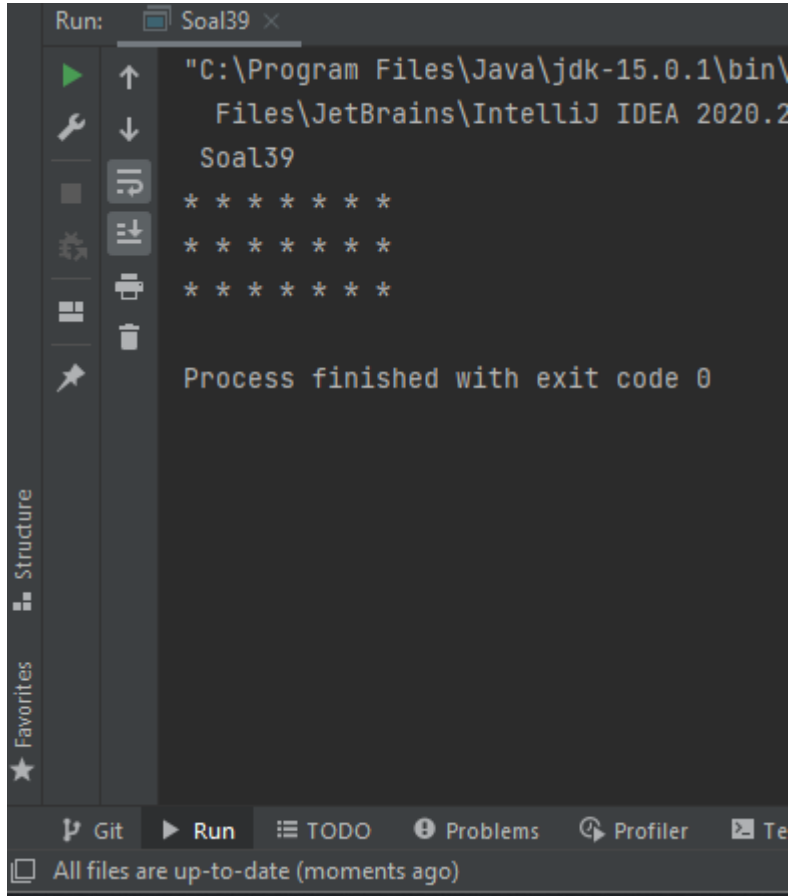 Run: Soal39
"C:\Program Files\Java\jdk-15.0.1\bin\
Files\JetBrains\IntelliJ IDEA 2020.2
Soal39
* * * * * * *
* * * * * * *
* * * * * * *
Process finished with exit code 0
Structure
Favorites
Git Run TODO Problems Profiler Te
All files are up-to-date (moments ago)